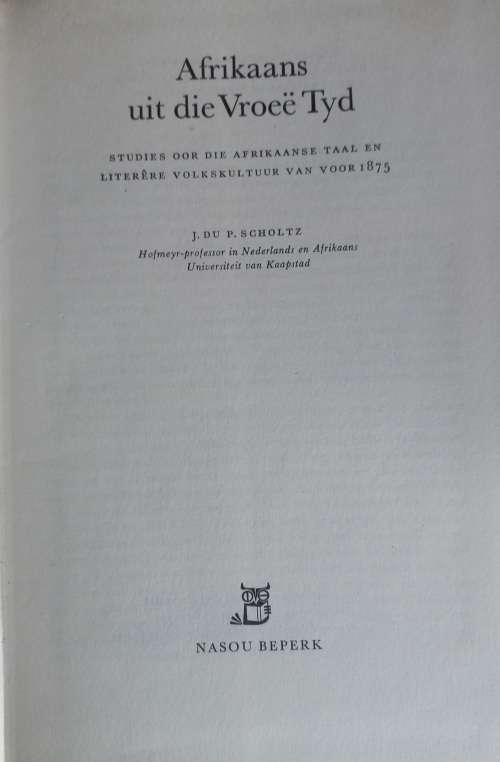 Afrikaans
uit die Vroeë Tyd
STUDIES OOR DIE AFRIKAANSE TAAL EN
LITERÊRE VOLKSKULTUUR VAN VOOR 1875
J. DU P. SCHOLTZ
Hofmeyr-professor in Nederlands en Afrikaans
Universiteit van Kaapstad
NASOU BEPERK